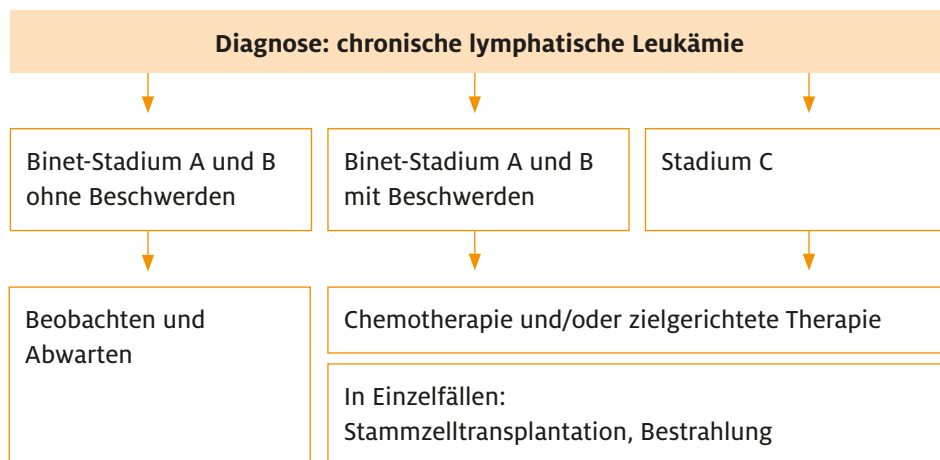 Diagnose: chronische lymphatische Leukämie
Binet-Stadium A und B
ohne Beschwerden
Binet-Stadium A und B
mit Beschwerden
Stadium C
Beobachten und
Abwarten
Chemotherapie und/oder zielgerichtete Therapie
In Einzelfällen:
Stammzelltransplantation, Bestrahlung